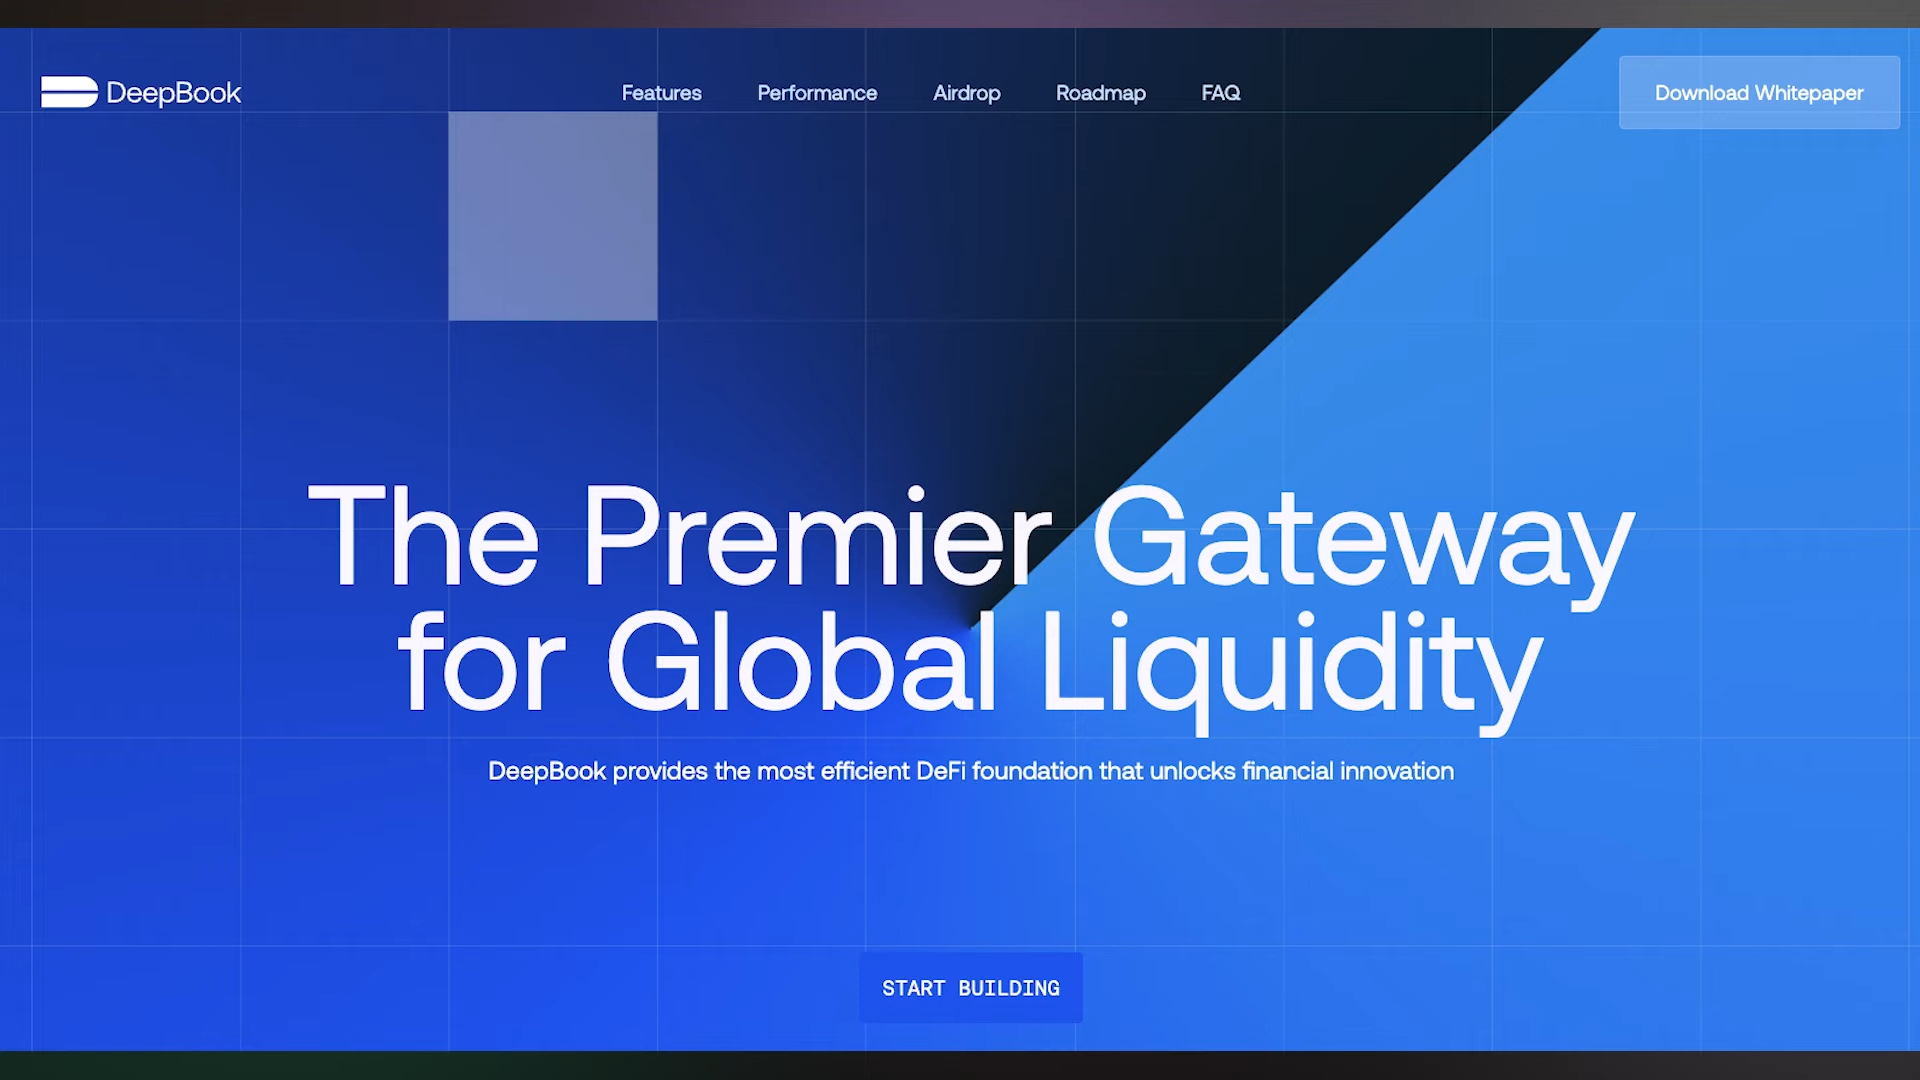 DeepBook
Features
Performance
Airdrop
Roadmap
FAQ
Download Whitepaper
The Premier Gateway
for Global Liquidity
DeepBook provides the most efficient DeFi foundation that unlocks financial innovation
START BUILDING